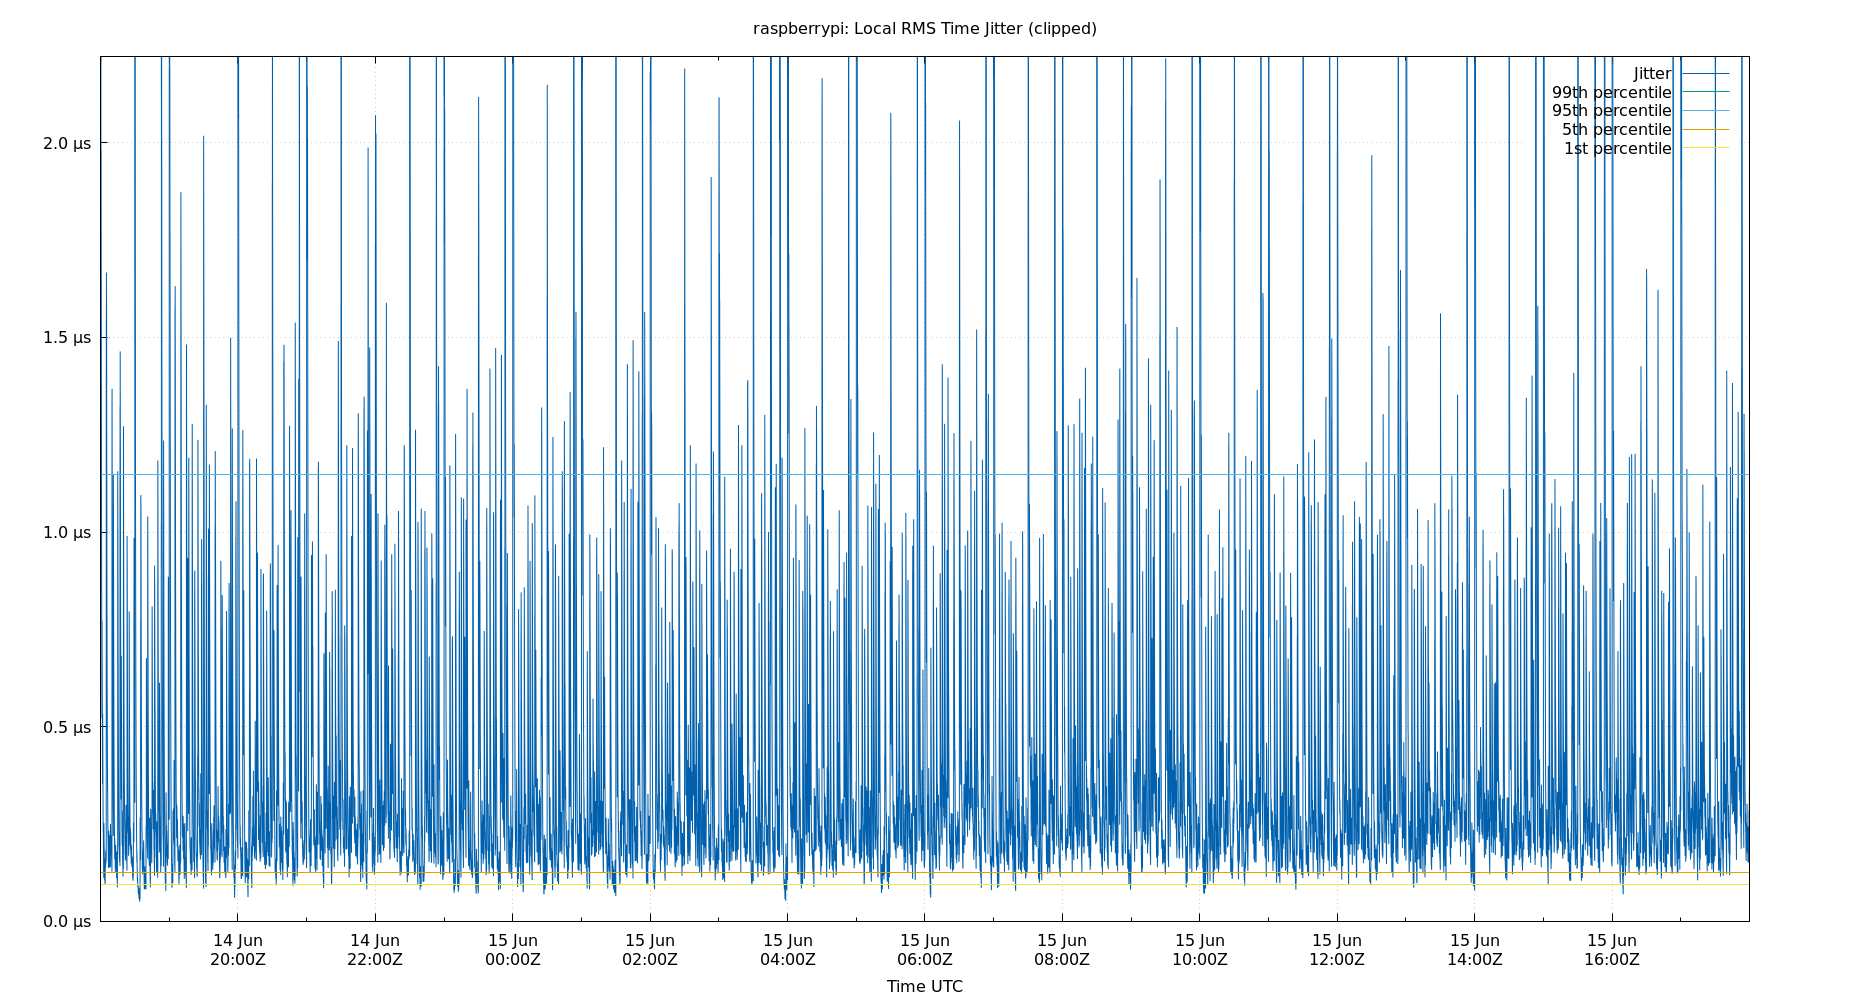 raspberrypi: Local RMS Time Jitter (clipped)
Jitter
99th percentile
95th percentile
5th percentile
1st percentile
2.0 µs
1.5 µs
1.0 µs
0.5 µs
0.0 µs
14 Jun 14 Jun 15 Jun 15 Jun 15 Jun 15 Jun 15 Jun 15 Jun 15 Jun 15 Jun 15 Jun
20:00Z 22:00Z 00:00Z 02:00Z 04:00Z 06:00Z 08:00Z 10:00Z 12:00Z 14:00Z 16:00Z
Time UTC